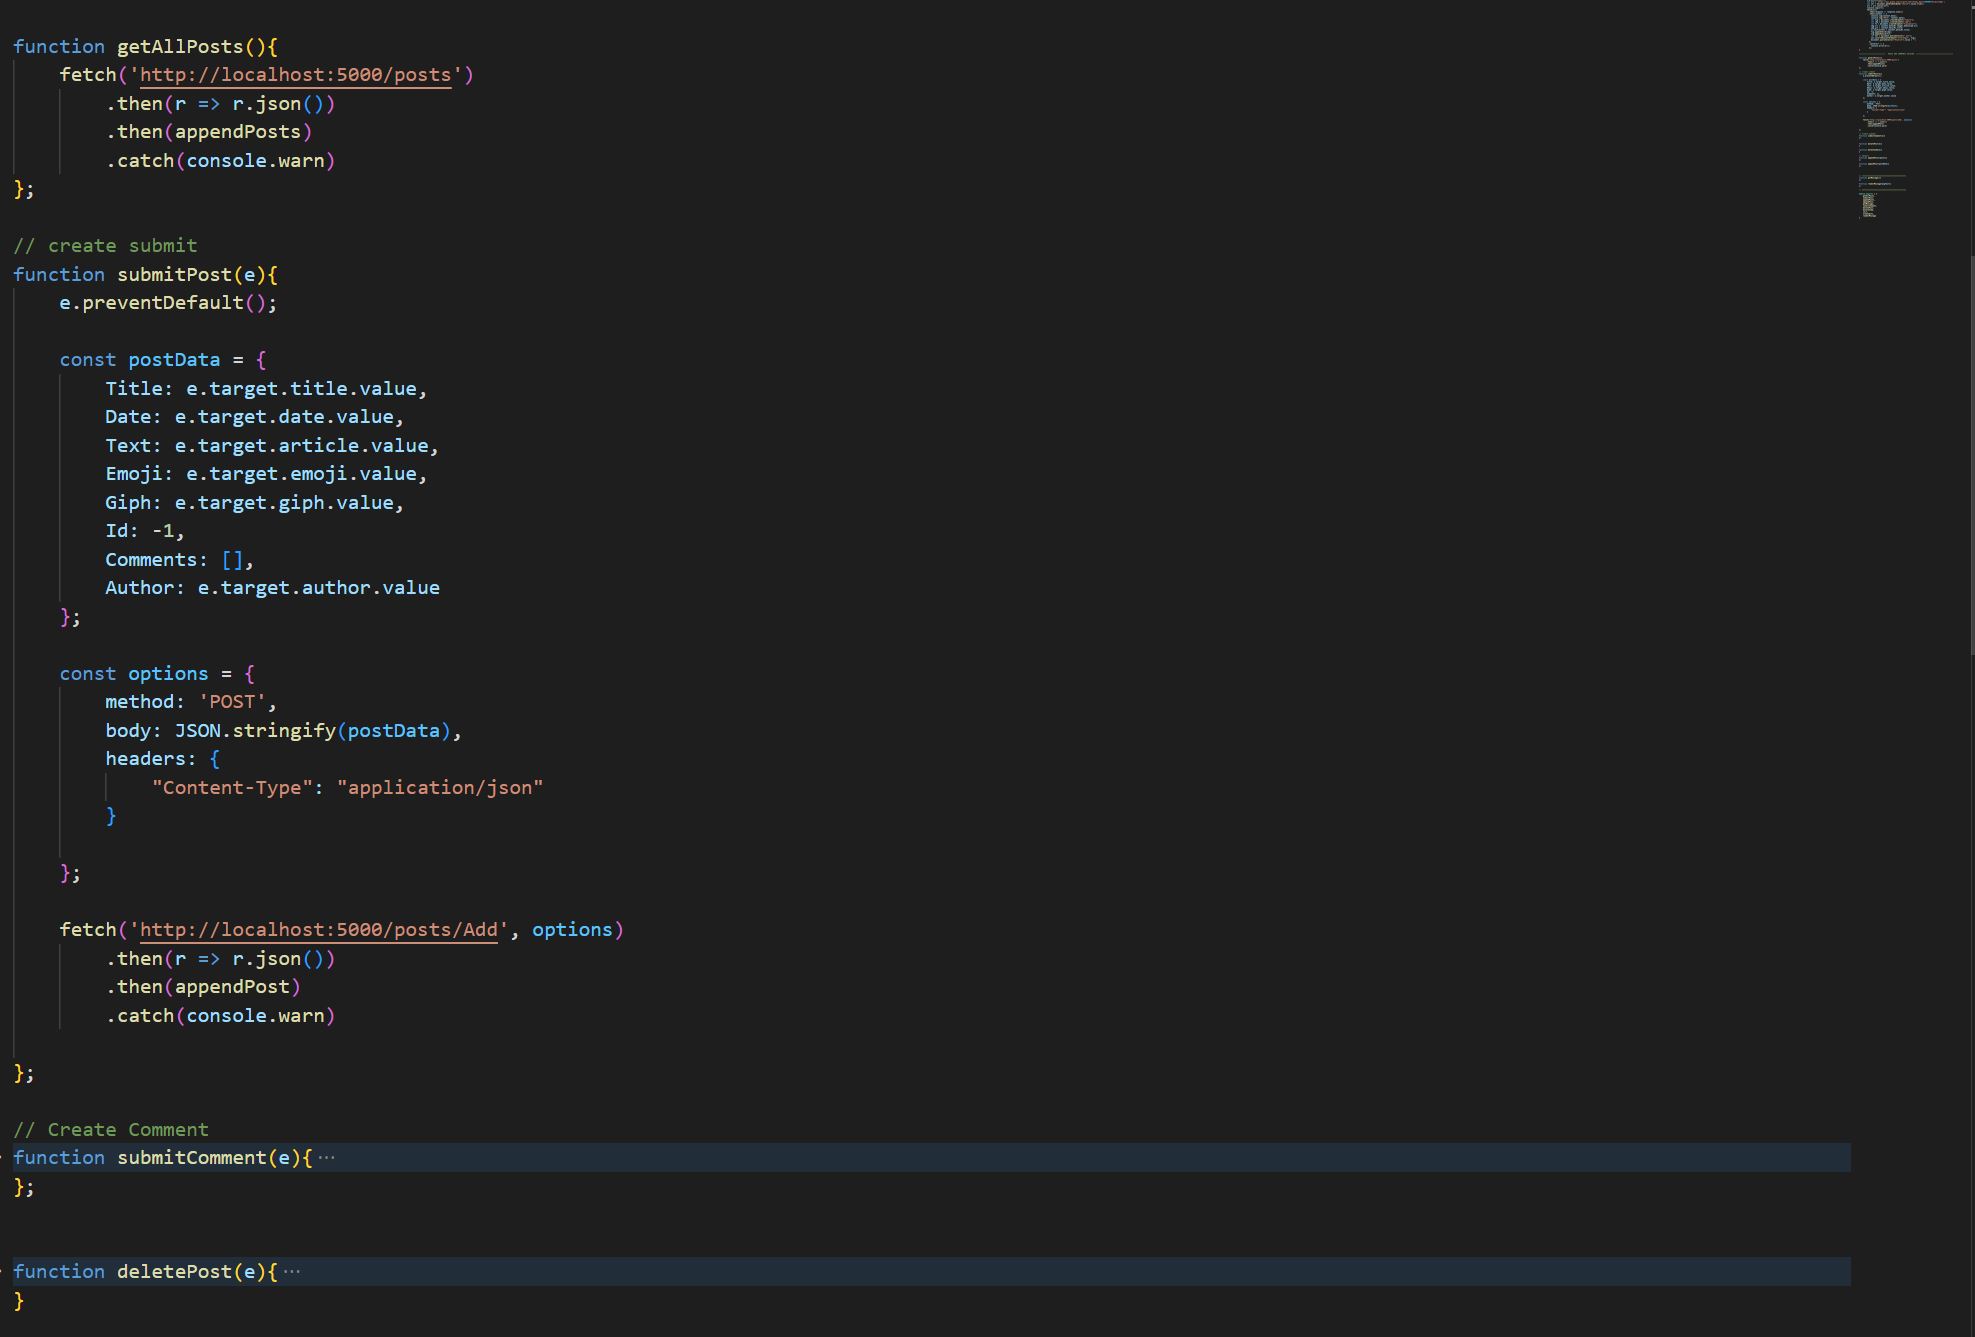 function getAllPosts(){
    fetch('http://localhost:5000/posts')
        .then(r => r.json())
        .then(appendPosts)
        .catch(console.warn)
};
// create submit
function submitPost(e){
    e.preventDefault();
    const postData = {
        Title: e.target.title.value,
        Date: e.target.date.value,
        Text: e.target.article.value,
        Emoji: e.target.emoji.value,
        Giph: e.target.giph.value,
        Id: -1,
        Comments: [],
        Author: e.target.author.value
    };
    const options = {
        method: 'POST',
        body: JSON.stringify(postData),
        headers: {
            "Content-Type": "application/json"
        }
    };
    fetch('http://localhost:5000/posts/Add', options)
        .then(r => r.json())
        .then(appendPost)
        .catch(console.warn)
};
// Create Comment
function submitComment(e){ ···
};
function deletePost(e){ ···
}